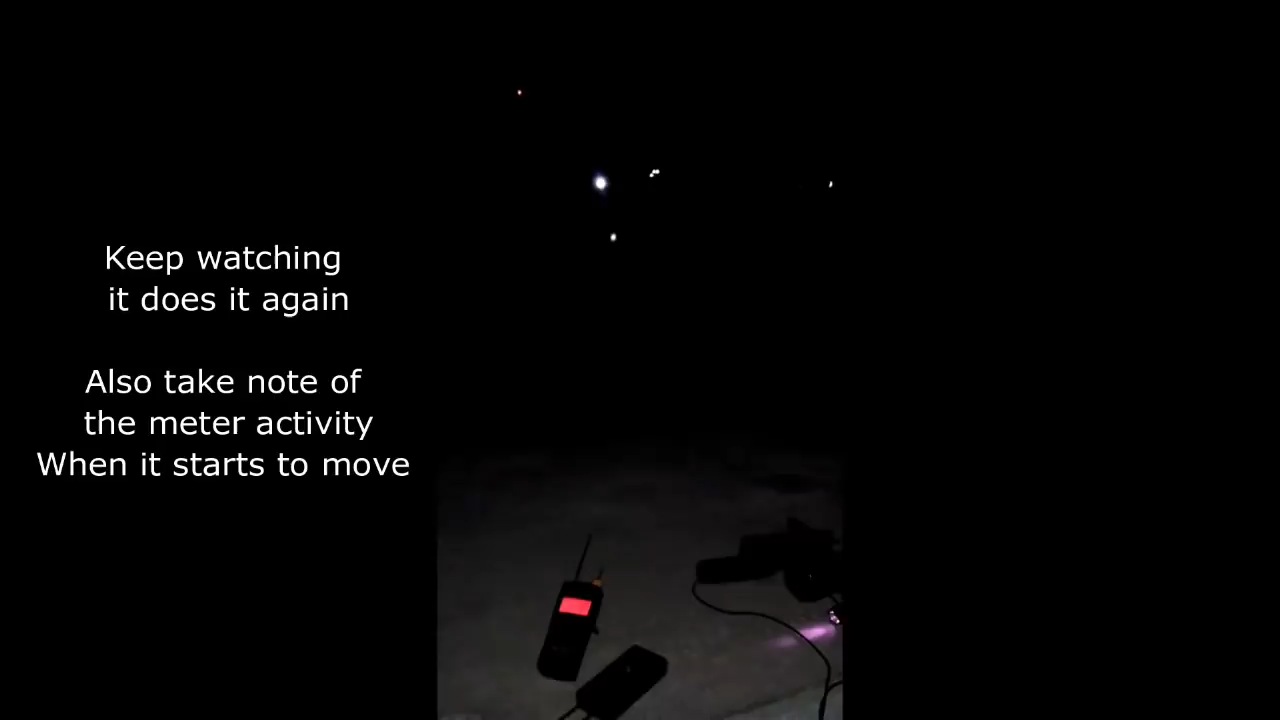 Keep watching
it does it again
Also take note of
the meter activity
When it starts to move